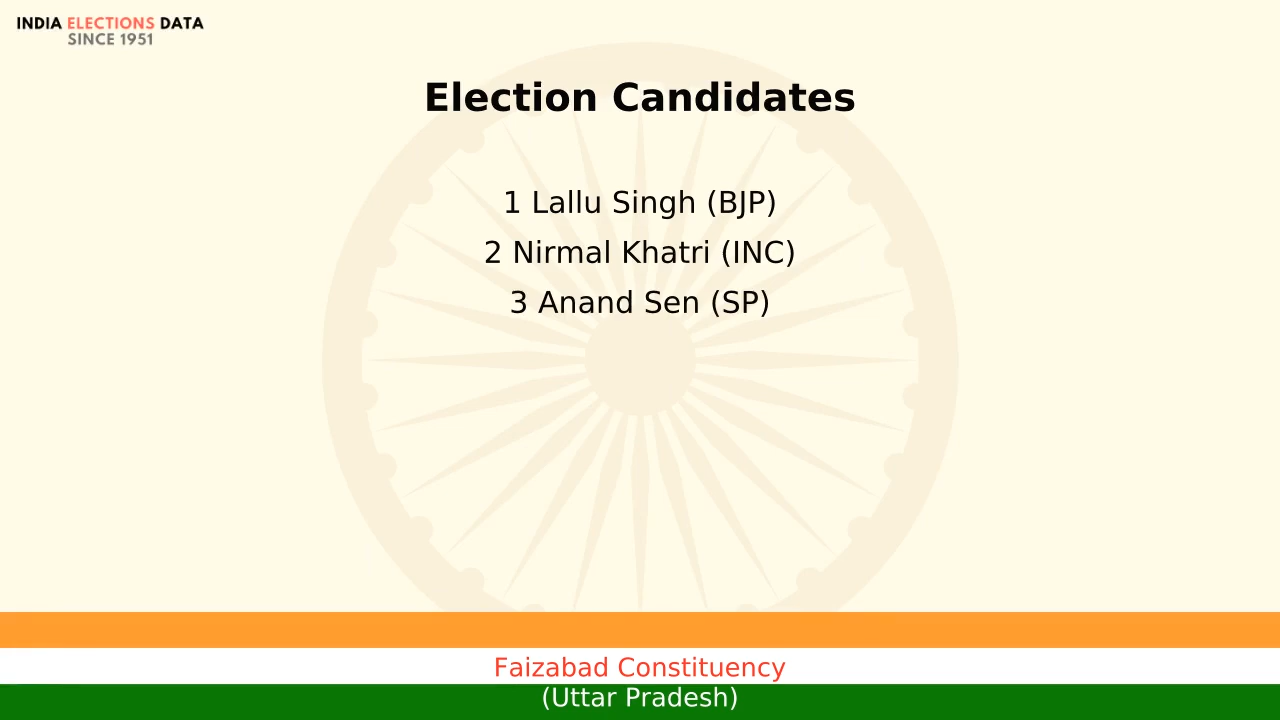 INDIA ELECTIONS DATA
SINCE 1951
Election Candidates
1 Lallu Singh (BJP)
2 Nirmal Khatri (INC)
3 Anand Sen (SP)
Faizabad Constituency
(Uttar Pradesh)